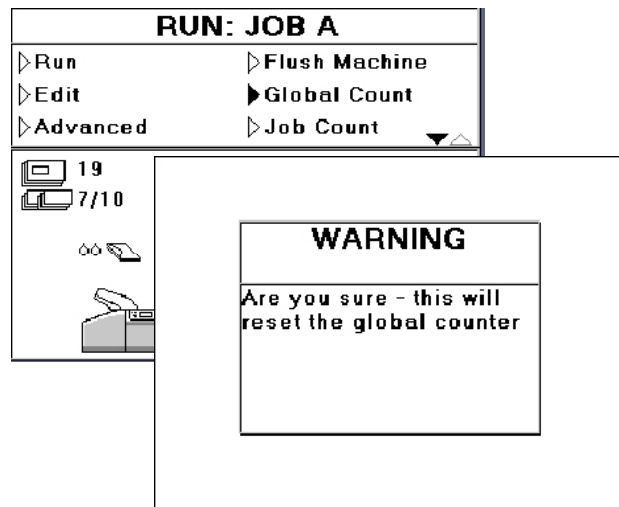 RUN: JOB A
Run
Flush Machine
Edit
Global Count
Advanced
Job Count
19
7/10
WARNING
Are you sure - this will
reset the global counter